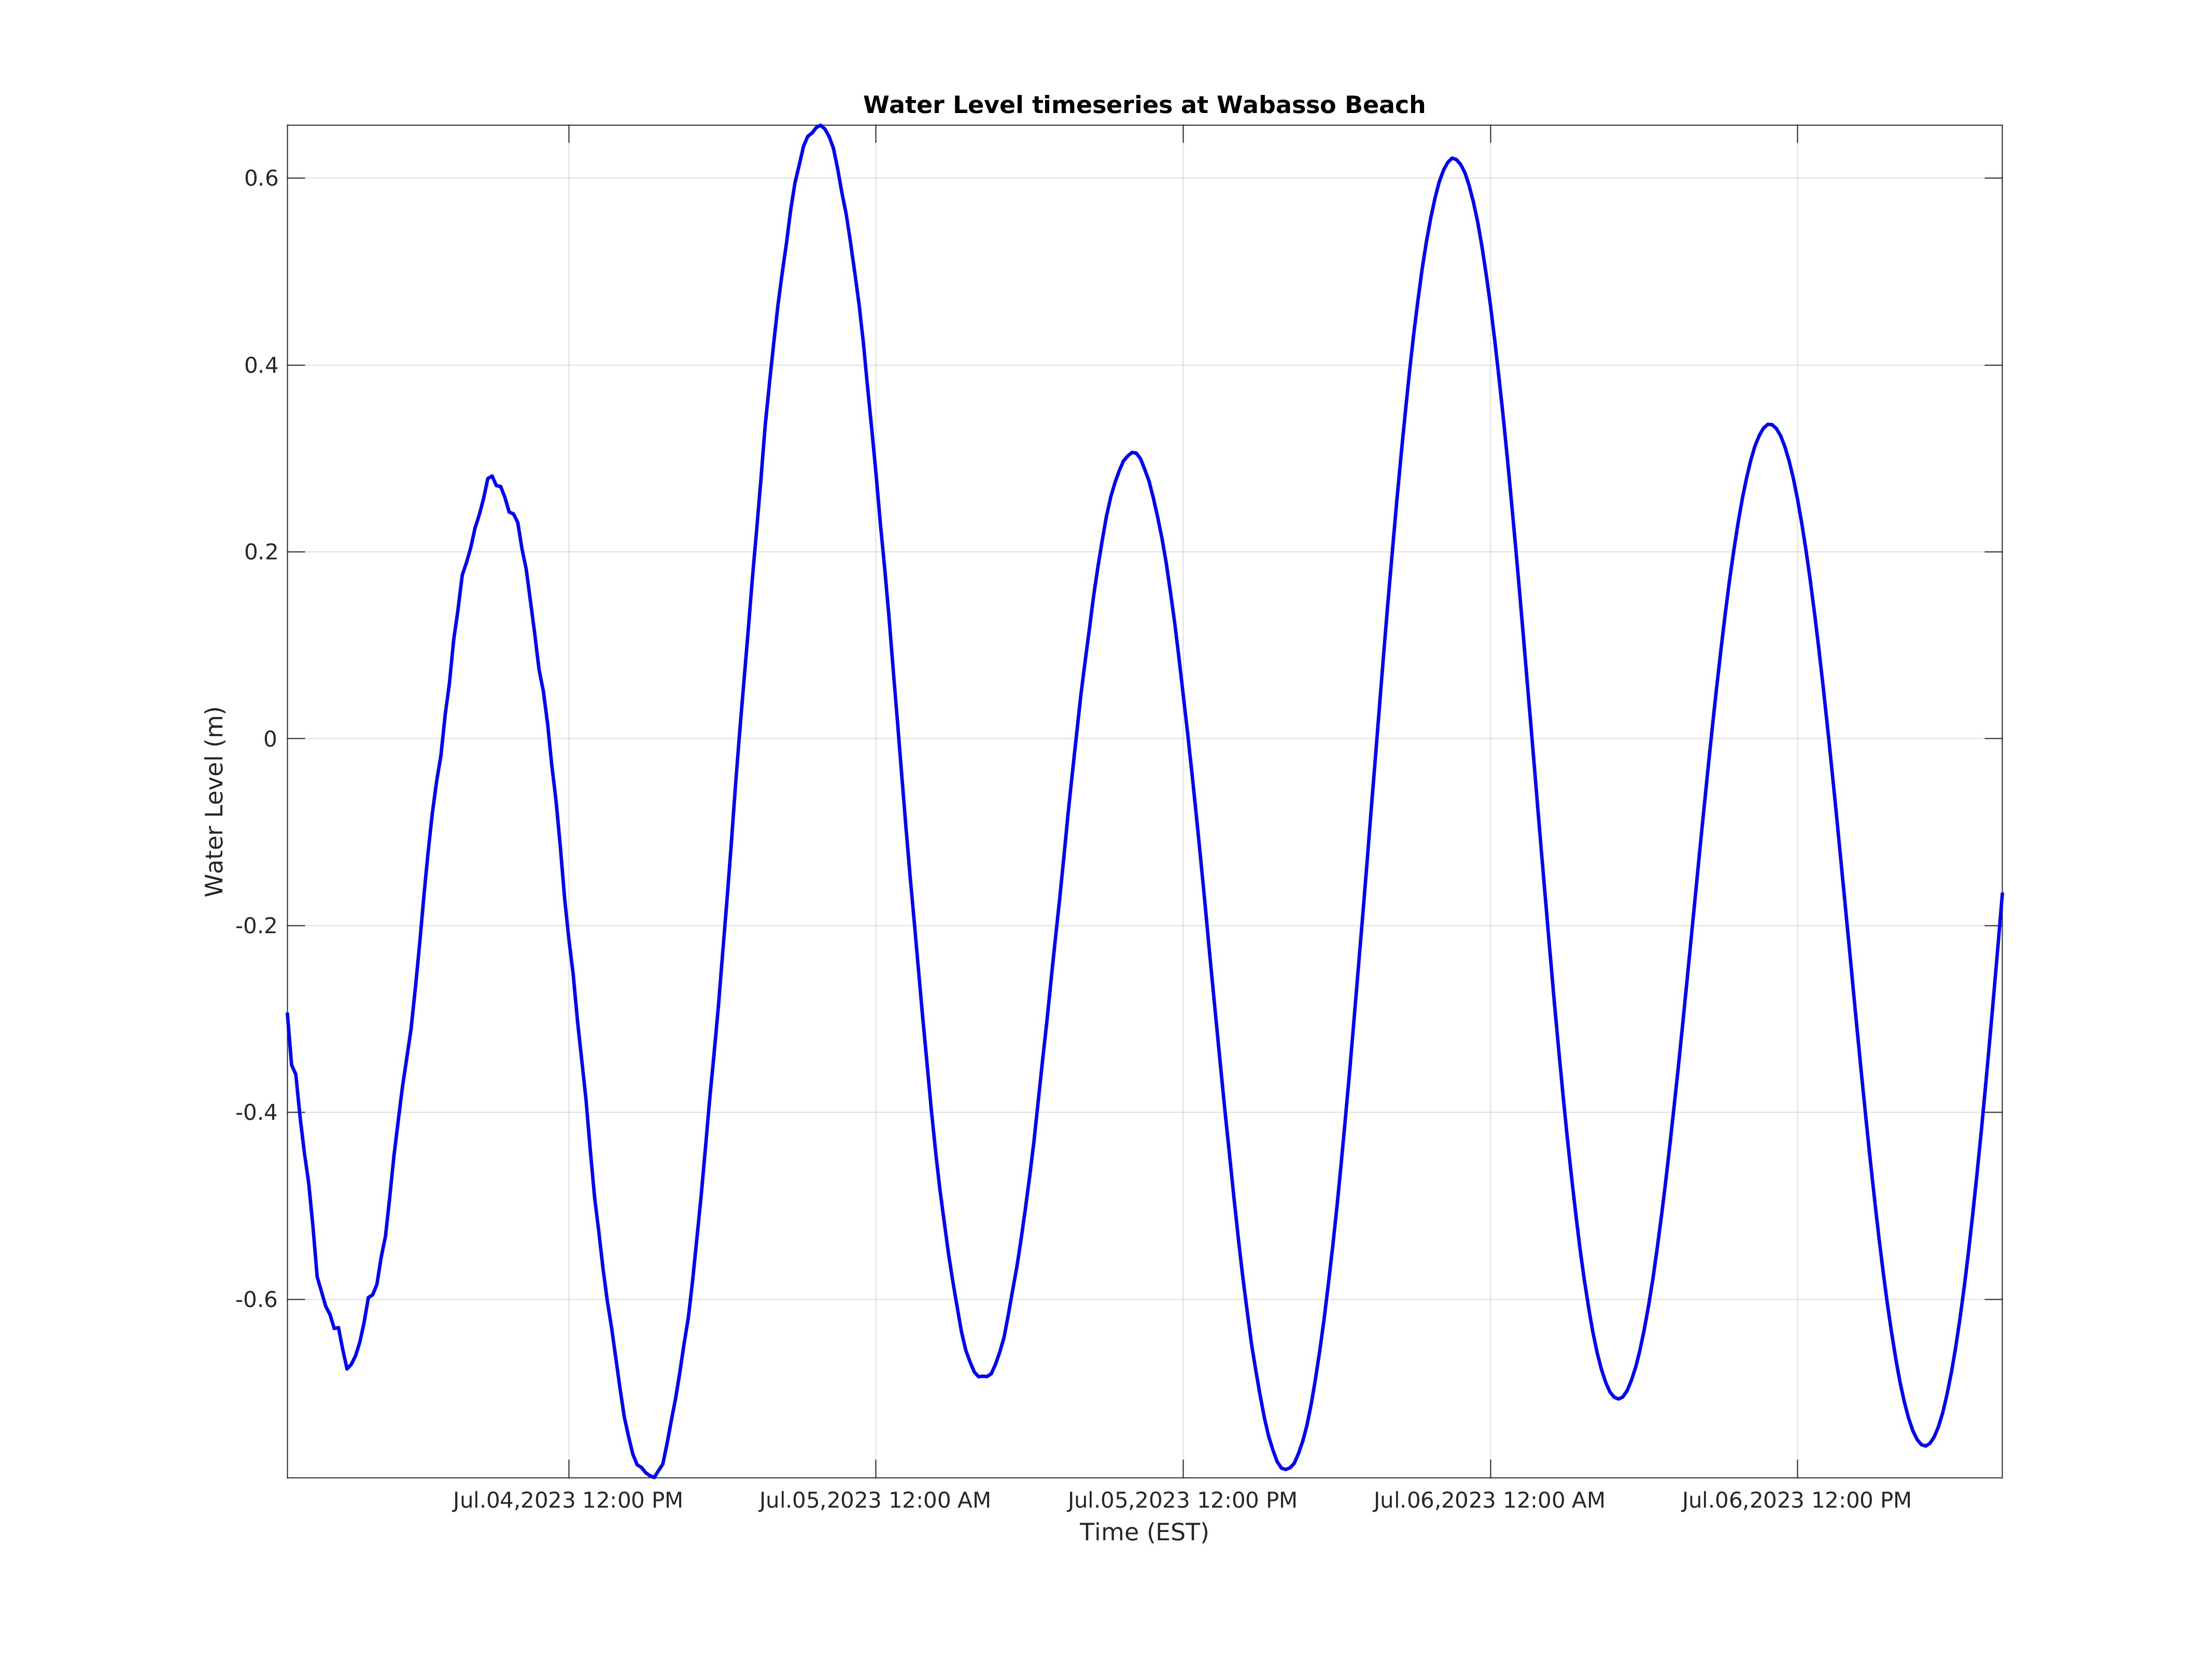 Water Level timeseries at Wabasso Beach
0.6
0.4
0.2
0
-0.2
-0.4
-0.6
Water Level (m)
Jul.04,2023 12:00 PM Jul.05,2023 12:00 AM Jul.05,2023 12:00 PM Jul.06,2023 12:00 AM Jul.06,2023 12:00 PM
Time (EST)